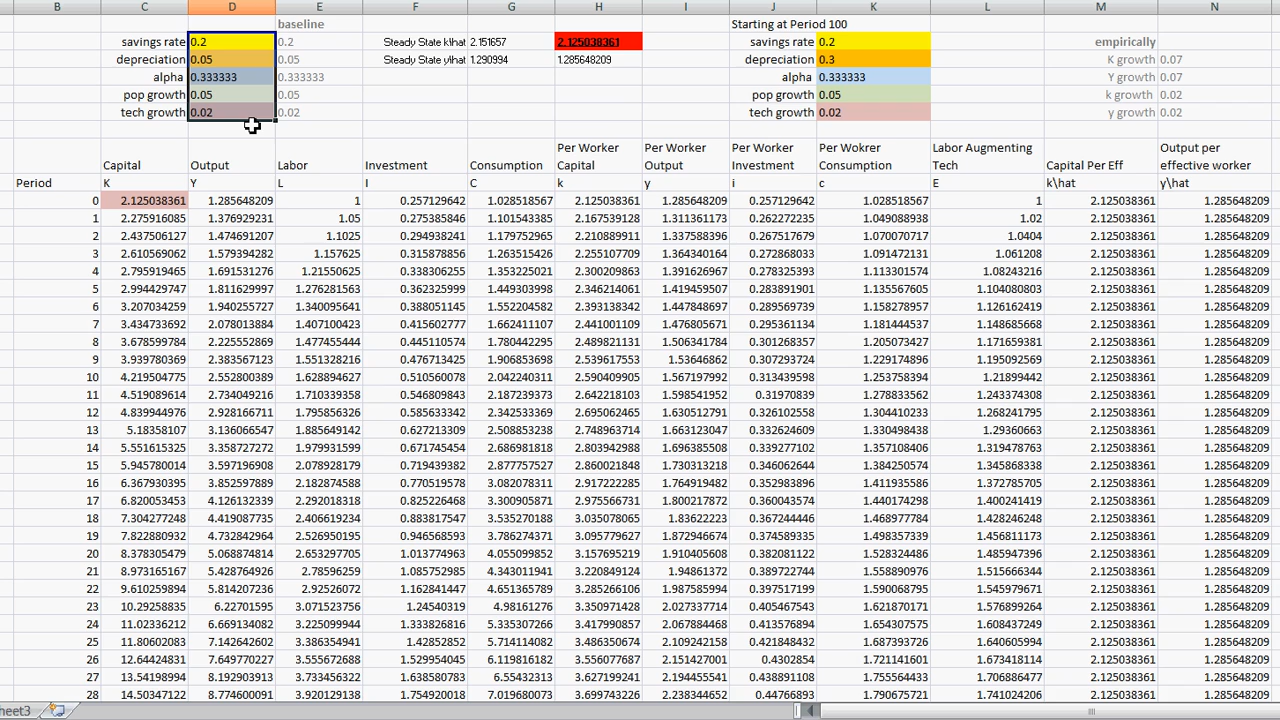 B C D E F G H I J K L M N
baseline Starting at Period 100
savings rate 0.2 0.2 Steady State k\hat 2.151657 2.125038361 savings rate 0.2 empirically
depreciation 0.05 0.05 Steady State y\hat 1.290994 1.285648209 depreciation 0.3 K growth 0.07
alpha 0.333333 0.333333 alpha 0.333333 Y growth 0.07
pop growth 0.05 0.05 pop growth 0.05 k growth 0.02
tech growth 0.02 0.02 tech growth 0.02 y growth 0.02
Per Worker Per Worker Per Worker Per Wokrer Labor Augmenting Output per
Capital Output Labor Investment Consumption Capital Output Investment Consumption Tech Capital Per Eff effective worker
Period K Y L I C k y i c E k\hat y\hat
0 2.125038361 1.285648209 1 0.257129642 1.028518567 2.125038361 1.285648209 0.257129642 1.028518567 1 2.125038361 1.285648209
1 2.275916085 1.376929231 1.05 0.275385846 1.101543385 2.167539128 1.311361173 0.262272235 1.049088938 1.02 2.125038361 1.285648209
2 2.437506127 1.474691207 1.1025 0.294938241 1.179752965 2.210889911 1.337588396 0.267517679 1.070070717 1.0404 2.125038361 1.285648209
3 2.610569062 1.579394282 1.157625 0.315878856 1.263515426 2.255107709 1.364340164 0.272868033 1.091472131 1.061208 2.125038361 1.285648209
4 2.795919465 1.691531276 1.21550625 0.338306255 1.353225021 2.300209863 1.391626967 0.278325393 1.113301574 1.08243216 2.125038361 1.285648209
5 2.994429747 1.811629997 1.276281563 0.362325999 1.449303998 2.346214061 1.419459507 0.283891901 1.135567605 1.104080803 2.125038361 1.285648209
6 3.207034259 1.940255727 1.340095641 0.388051145 1.552204582 2.393138342 1.447848697 0.289569739 1.158278957 1.126162419 2.125038361 1.285648209
7 3.434733692 2.078013884 1.407100423 0.415602777 1.662411107 2.441001109 1.476805671 0.295361134 1.181444537 1.148685668 2.125038361 1.285648209
8 3.678599784 2.225552869 1.477455444 0.445110574 1.780442295 2.489821131 1.506341784 0.301268357 1.205073427 1.171659381 2.125038361 1.285648209
9 3.939780369 2.383567123 1.551328216 0.476713425 1.906853698 2.539617553 1.53646862 0.307293724 1.229174896 1.195092569 2.125038361 1.285648209
10 4.219504775 2.552800389 1.628894627 0.510560078 2.042240311 2.590409905 1.567197992 0.313439598 1.253758394 1.21899442 2.125038361 1.285648209
11 4.519089614 2.734049216 1.710339358 0.546809843 2.187239373 2.642218103 1.598541952 0.31970839 1.278833562 1.243374308 2.125038361 1.285648209
12 4.839944976 2.928166711 1.795856326 0.585633342 2.342533369 2.695062465 1.630512791 0.326102558 1.304410233 1.268241795 2.125038361 1.285648209
13 5.18358107 3.136066547 1.885649142 0.627213309 2.508853238 2.748963714 1.663123047 0.332624609 1.330498438 1.29360663 2.125038361 1.285648209
14 5.551615325 3.358727272 1.979931599 0.671745454 2.686981818 2.803942988 1.696385508 0.339277102 1.357108406 1.319478763 2.125038361 1.285648209
15 5.945780014 3.597196908 2.078928179 0.719439382 2.877757527 2.860021848 1.730313218 0.346062644 1.384250574 1.345868338 2.125038361 1.285648209
16 6.367930395 3.852597889 2.182874588 0.770519578 3.082078311 2.917222285 1.764919482 0.352983896 1.411935586 1.372785705 2.125038361 1.285648209
17 6.820053453 4.126132339 2.292018318 0.825226468 3.300905871 2.975566731 1.800217872 0.360043574 1.440174298 1.400241419 2.125038361 1.285648209
18 7.304277248 4.419087735 2.406619234 0.883817547 3.535270188 3.035078065 1.83622223 0.367244446 1.468977784 1.428246248 2.125038361 1.285648209
19 7.822880932 4.732842964 2.526950195 0.946568593 3.786274371 3.095779627 1.872946674 0.374589335 1.498357339 1.456811173 2.125038361 1.285648209
20 8.378305479 5.068874814 2.653297705 1.013774963 4.055099852 3.157695219 1.910405608 0.382081122 1.528324486 1.485947396 2.125038361 1.285648209
21 8.973165167 5.428764926 2.78596259 1.085752985 4.343011941 3.220849124 1.94861372 0.389722744 1.558890976 1.515666344 2.125038361 1.285648209
22 9.610259894 5.814207236 2.92526072 1.162841447 4.651365789 3.285266106 1.987585994 0.397517199 1.590068795 1.545979671 2.125038361 1.285648209
23 10.29258835 6.22701595 3.071523756 1.24540319 4.98161276 3.350971428 2.027337714 0.405467543 1.621870171 1.576899264 2.125038361 1.285648209
24 11.02336212 6.669134082 3.225099944 1.333826816 5.335307266 3.417990857 2.067884468 0.413576894 1.654307575 1.608437249 2.125038361 1.285648209
25 11.80602083 7.142642602 3.386354941 1.42852852 5.714114082 3.486350674 2.109242158 0.421848432 1.687393726 1.640605994 2.125038361 1.285648209
26 12.64424831 7.649770227 3.555672688 1.529954045 6.119816182 3.556077687 2.151427001 0.4302854 1.721141601 1.673418114 2.125038361 1.285648209
27 13.54198994 8.192903913 3.733456322 1.638580783 6.55432313 3.627199241 2.194455541 0.438891108 1.755564433 1.706886477 2.125038361 1.285648209
28 14.50347122 8.774600091 3.920129138 1.754920018 7.019680073 3.699743226 2.238344652 0.44766893 1.790675721 1.741024206 2.125038361 1.285648209
heet3